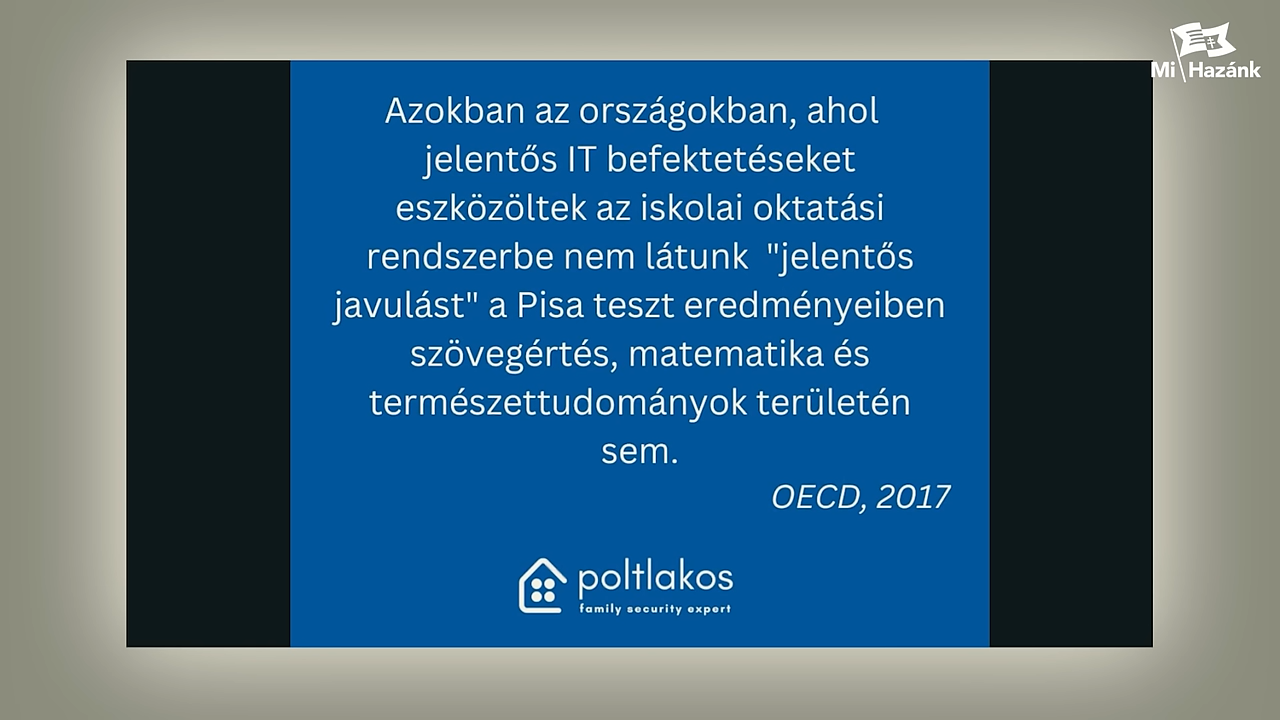 Mi Hazánk
Azokban az országokban, ahol
jelentős IT befektetéseket
eszközöltek az iskolai oktatási
rendszerbe nem látunk "jelentős
javulást" a Pisa teszt eredményeiben
szövegértés, matematika és
természettudományok területén
sem.
OECD, 2017
poltlakos
family security expert